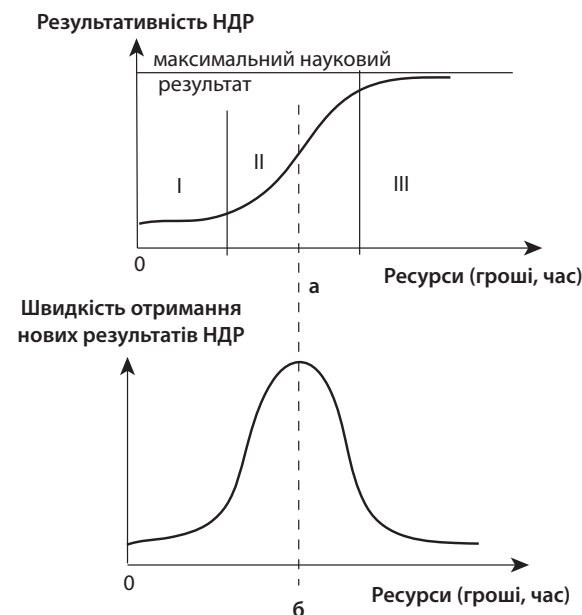 Результативність НДР
максимальний науковий
результат
I
II
III
0
Ресурси (гроші, час)
а
Швидкість отримання
нових результатів НДР
0
Ресурси (гроші, час)
б